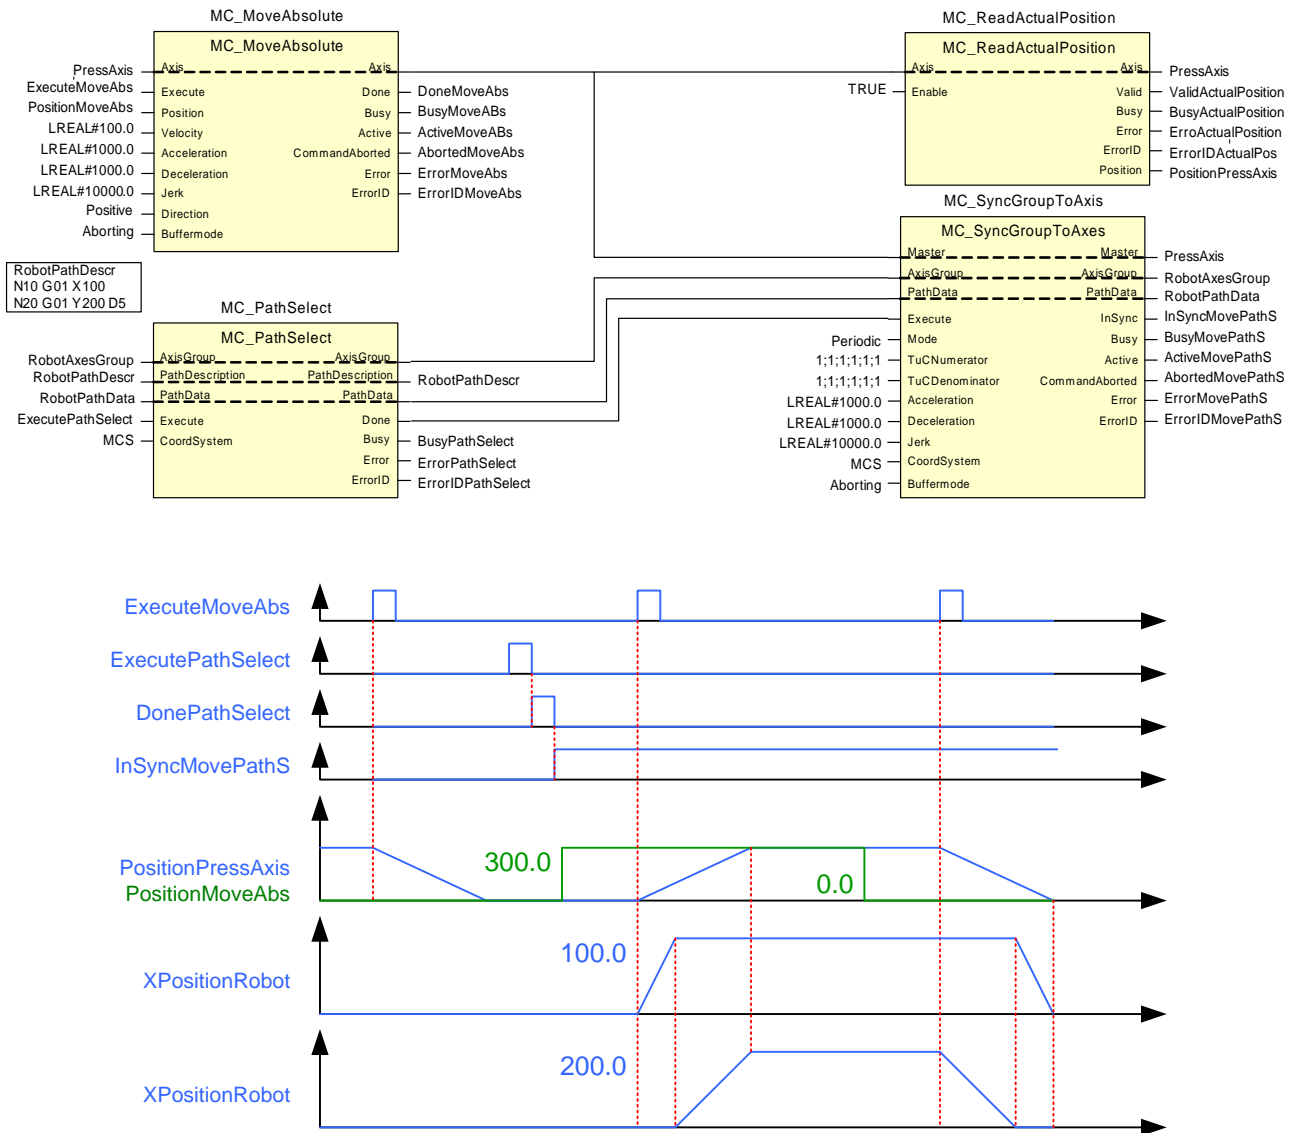 MC_MoveAbsolute
MC_MoveAbsolute
PressAxis Axis Axis
ExecuteMoveAbs Execute Done DoneMoveAbs
PositionMoveAbs Position Busy BusyMoveABs
LREAL#100.0 Velocity Active ActiveMoveABs
LREAL#1000.0 Acceleration CommandAborted AbortedMoveAbs
LREAL#1000.0 Deceleration Error ErrorMoveAbs
LREAL#10000.0 Jerk ErrorID ErrorIDMoveAbs
Positive Direction
Aborting Buffermode
MC_ReadActualPosition
MC_ReadActualPosition
Axis Axis PressAxis
TRUE Enable Valid ValidActualPosition
Busy BusyActualPosition
Error ErroActualPosition
ErrorID ErrorIDActualPos
Position PositionPressAxis
RobotPathDescr
N10 G01 X100
N20 G01 Y200 D5
MC_PathSelect
MC_PathSelect
RobotAxesGroup AxisGroup AxisGroup
RobotPathDescr PathDescription PathDescription RobotPathDescr
RobotPathData PathData PathData
ExecutePathSelect Execute Done
MCS CoordSystem Busy BusyPathSelect
Error ErrorPathSelect
ErrorID ErrorIDPathSelect
MC_SyncGroupToAxis
MC_SyncGroupToAxes
Master Master PressAxis
AxisGroup AxisGroup RobotAxesGroup
PathData PathData RobotPathData
Execute InSync InSyncMovePathS
Periodic Mode Busy BusyMovePathS
1;1;1;1;1;1 TuCNumerator Active ActiveMovePathS
1;1;1;1;1;1 TuCDenominator CommandAborted AbortedMovePathS
LREAL#1000.0 Acceleration Error ErrorMovePathS
LREAL#1000.0 Deceleration ErrorID ErrorIDMovePathS
LREAL#10000.0 Jerk
MCS CoordSystem
Aborting Buffermode
ExecuteMoveAbs
ExecutePathSelect
DonePathSelect
InSyncMovePathS
PositionPressAxis 300.0
PositionMoveAbs 0.0
100.0
XPositionRobot
200.0
XPositionRobot